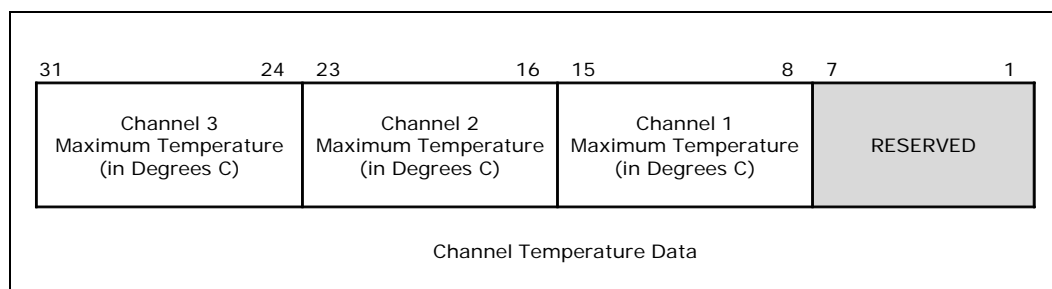 31 24 23 16 15 8 7 1
Channel 3 Channel 2 Channel 1
Maximum Temperature Maximum Temperature Maximum Temperature RESERVED
(in Degrees C) (in Degrees C) (in Degrees C)
Channel Temperature Data